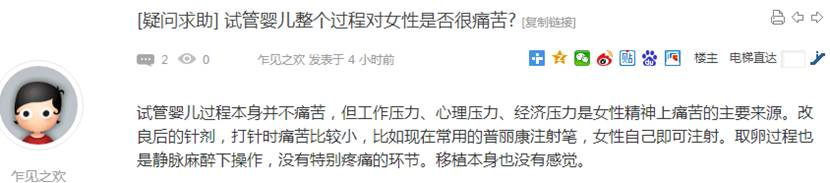 [疑问求助] 试管婴儿整个过程对女性是否很痛苦? [复制链接]
2 0 乍见之欢 发表于 4 小时前 贴 楼主 电梯直达
试管婴儿过程本身并不痛苦，但工作压力、心理压力、经济压力是女性精神上痛苦的主要来源。改
良后的针剂，打针时痛苦比较小，比如现在常用的普丽康注射笔，女性自己即可注射。取卵过程也
是静脉麻醉下操作，没有特别疼痛的环节。移植本身也没有感觉。
乍见之欢